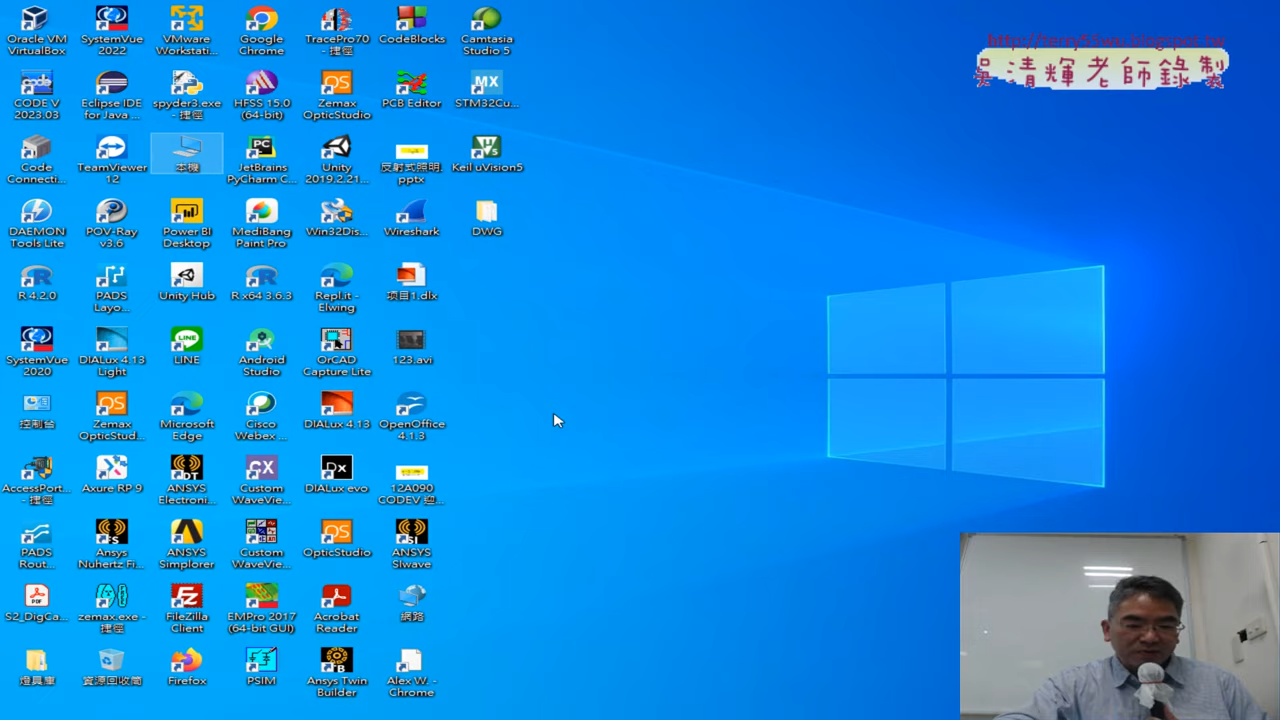 Oracle VM
VirtualBox
SystemVue
2022
VMware
Workstati...
Google
Chrome
TracePro70
- 捷徑
CodeBlocks
Camtasia
Studio 5
http://terry55wu.blogspot.tw
吳清輝老師錄製
CODE V
2023.03
Eclipse IDE
for Java ...
spyder3.exe
- 捷徑
HFSS 15.0
(64-bit)
Zemax
OpticStudio
PCB Editor
STM32Cu...
Code
Connecti...
TeamViewer
12
本機
JetBrains
PyCharm C...
Unity
2019.2.21...
反射式照明.
pptx
Keil uVision5
DAEMON
Tools Lite
POV-Ray
v3.6
Power BI
Desktop
MediBang
Paint Pro
Win32Dis...
Wireshark
DWG
R 4.2.0
PADS
Layo...
Unity Hub
R x64 3.6.3
Repl.it -
Elwing
项目1.dlx
SystemVue
2020
DIALux 4.13
Light
LINE
Android
Studio
OrCAD
Capture Lite
123.avi
控制台
Zemax
OpticStud...
Microsoft
Edge
Cisco
Webex ...
DIALux 4.13
OpenOffice
4.1.3
AccessPort...
- 捷徑
Axure RP 9
ANSYS
Electroni...
Custom
WaveVie...
DIALux evo
12A090
PADS
Rout...
Ansys
Nuhertz Fi...
ANSYS
Simplorer
Custom
WaveVie...
OpticStudio
ANSYS
SIwave
S2_DigCa...
zemax.exe -
捷徑
FileZilla
Client
EMPro 2017
(64-bit GUI)
Acrobat
Reader
網路
燈具庫
資源回收筒
Firefox
PSIM
Ansys Twin
Builder
Alex W. -
Chrome